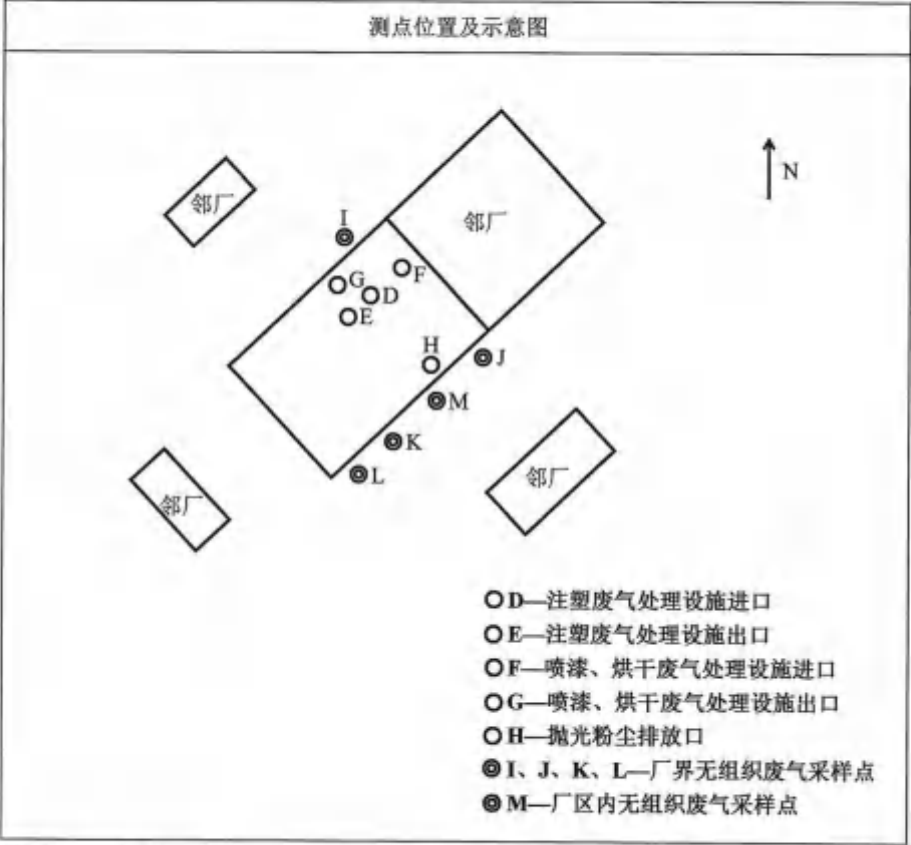 测点位置及示意图
N
邻厂
邻厂
I
F
G
D
E
H
J
M
K
L
邻厂
邻厂
D—注塑废气处理设施进口
E—注塑废气处理设施出口
F—喷漆、烘干废气处理设施进口
G—喷漆、烘干废气处理设施出口
H—抛光粉尘排放口
I、J、K、L—厂界无组织废气采样点
M—厂区内无组织废气采样点